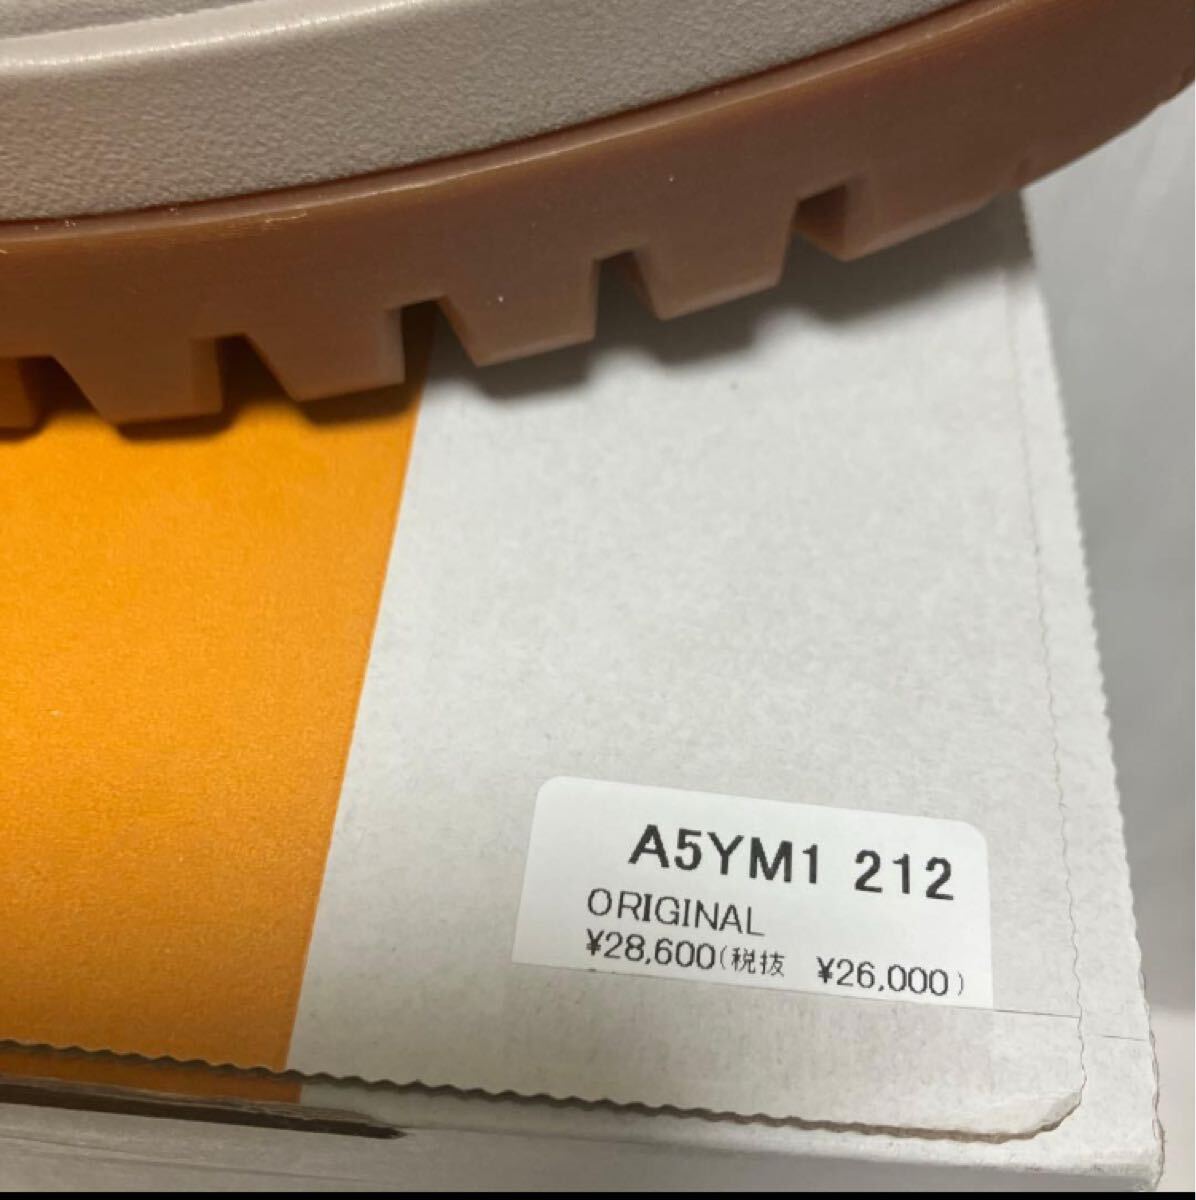 A5YM1 212
ORIGINAL
¥28,600(税抜 ¥26,000)